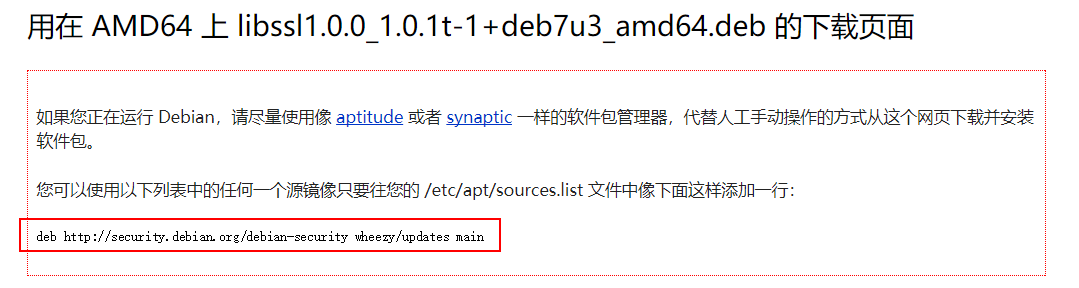 用在 AMD64 上 libssl1.0.0_1.0.1t-1+deb7u3_amd64.deb 的下载页面
如果您正在运行 Debian，请尽量使用像 aptitude 或者 synaptic 一样的软件包管理器，代替人工手动操作的方式从这个网页下载并安装
软件包。
您可以使用以下列表中的任何一个源镜像只要往您的 /etc/apt/sources.list 文件中像下面这样添加一行：
deb http://security.debian.org/debian-security wheezy/updates main